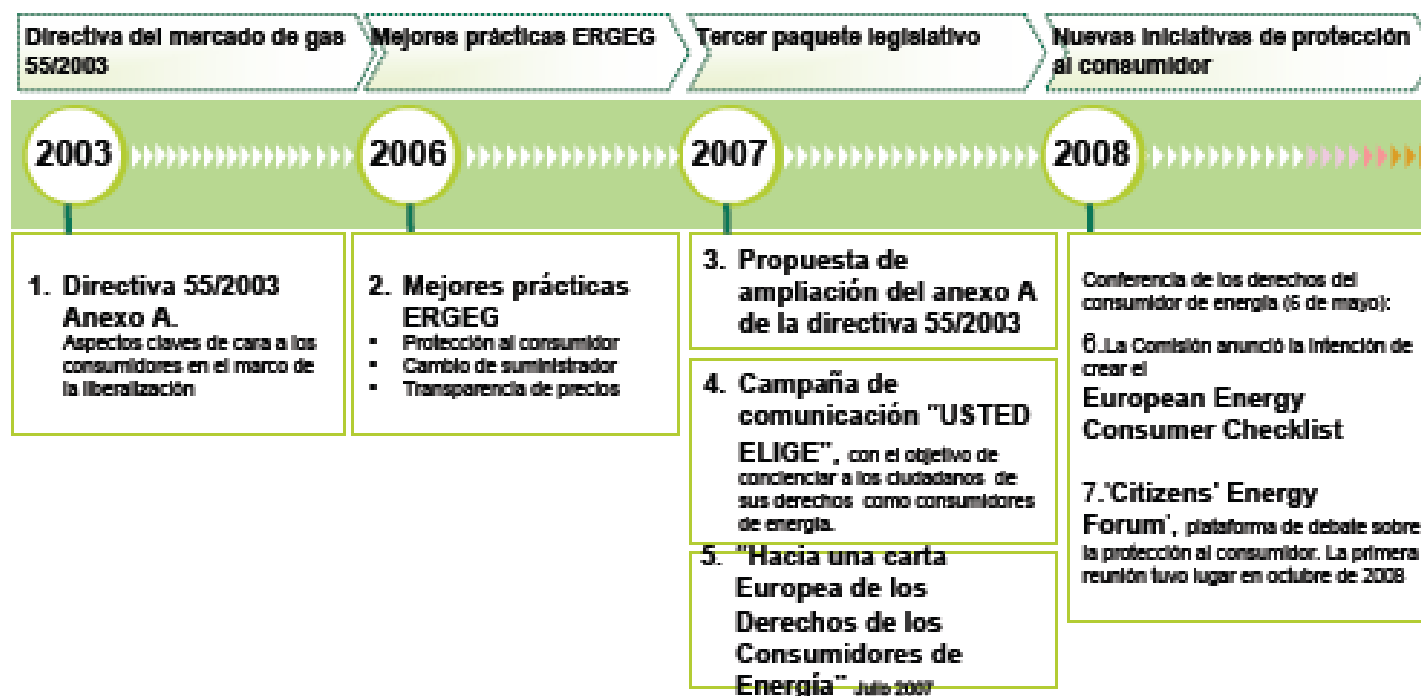 Directiva del mercado de gas
55/2003
Mejores prácticas ERGEG
Tercer paquete legislativo
Nuevas iniciativas de protección
al consumidor
2003
2006
2007
2008
1. Directiva 55/2003
Anexo A.
Aspectos claves de cara a los
consumidores en el marco de
la liberalización
2. Mejores prácticas
ERGEG
▪ Protección al consumidor
▪ Cambio de suministrador
▪ Transparencia de precios
3. Propuesta de
ampliación del anexo A
de la directiva 55/2003
4. Campaña de
comunicación "USTED
ELIGE", con el objetivo de
concienciar a los ciudadanos de
sus derechos como consumidores
de energía.
5. "Hacia una carta
Europea de los
Derechos de los
Consumidores de
Energía" Julio 2007
Conferencia de los derechos del
consumidor de energía (6 de mayo):
6.La Comisión anunció la intención de
crear el
European Energy
Consumer Checklist
7.'Citizens' Energy
Forum', plataforma de debate sobre
la protección al consumidor. La primera
reunión tuvo lugar en octubre de 2008